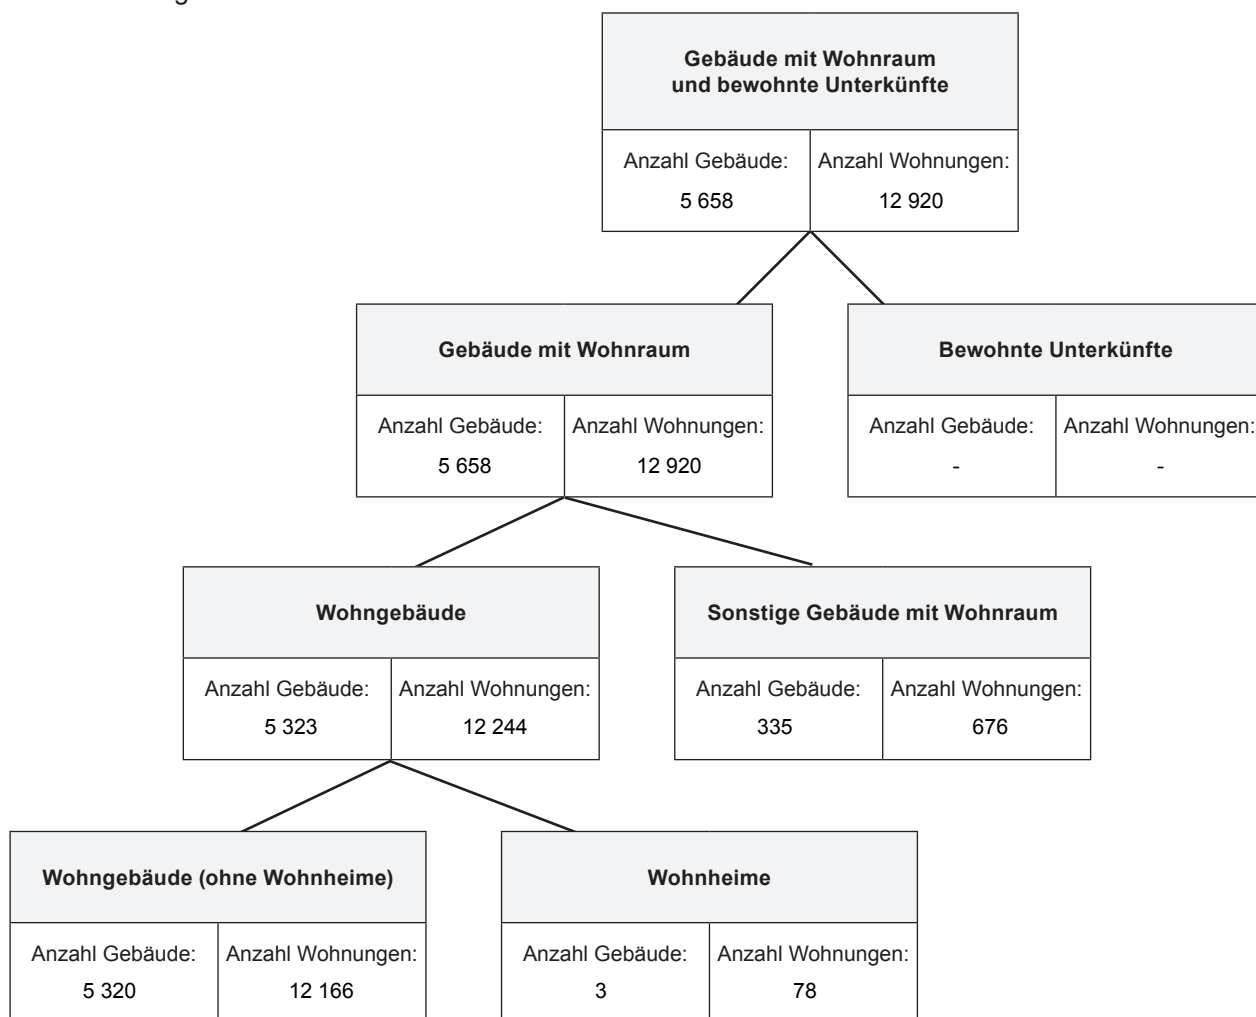 Gebäude mit Wohnraum
und bewohnte Unterkünfte
Anzahl Gebäude: Anzahl Wohnungen:
5 658 12 920
Gebäude mit Wohnraum
Anzahl Gebäude: Anzahl Wohnungen:
5 658 12 920
Bewohnte Unterkünfte
Anzahl Gebäude: Anzahl Wohnungen:
- -
Wohngebäude
Anzahl Gebäude: Anzahl Wohnungen:
5 323 12 244
Sonstige Gebäude mit Wohnraum
Anzahl Gebäude: Anzahl Wohnungen:
335 676
Wohngebäude (ohne Wohnheime)
Anzahl Gebäude: Anzahl Wohnungen:
5 320 12 166
Wohnheime
Anzahl Gebäude: Anzahl Wohnungen:
3 78